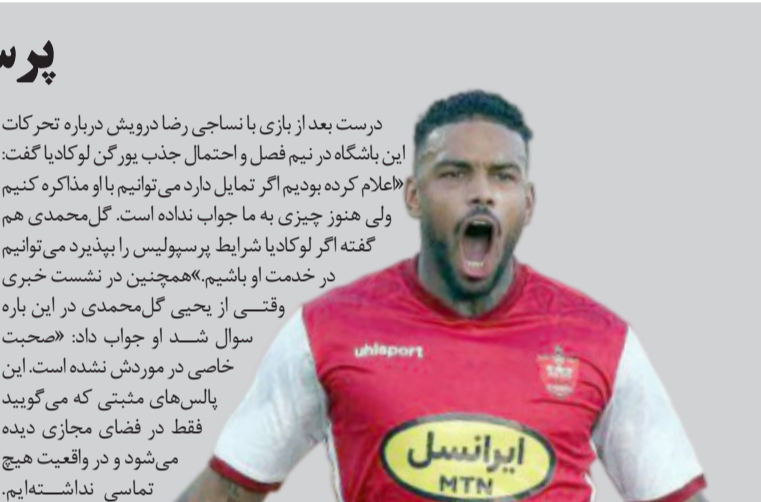 پرس
درست بعد از بازی با نساجی رضا درویش درباره تحرکات
این باشگاه در نیم فصل و احتمال جذب یورگن لوکادیا گفت:
«اعلام کرده بودیم اگر تمایل دارد می‌توانیم با او مذاکره کنیم
ولی هنوز چیزی به ما جواب نداده است. گل‌محمدی هم
گفته اگر لوکادیا شرایط پرسپولیس را بپذیرد می‌توانیم
در خدمت او باشیم.»همچنین در نشست خبری
وقتی از یحیی گل‌محمدی در این باره
سوال شد او جواب داد: «صحبت
خاصی در موردش نشده است. این
پالس‌های مثبتی که می‌گویید
فقط در فضای مجازی دیده
می‌شود و در واقعیت هیچ
تماسی نداشته‌ایم.
uhlsport
ایرانسل
MTN